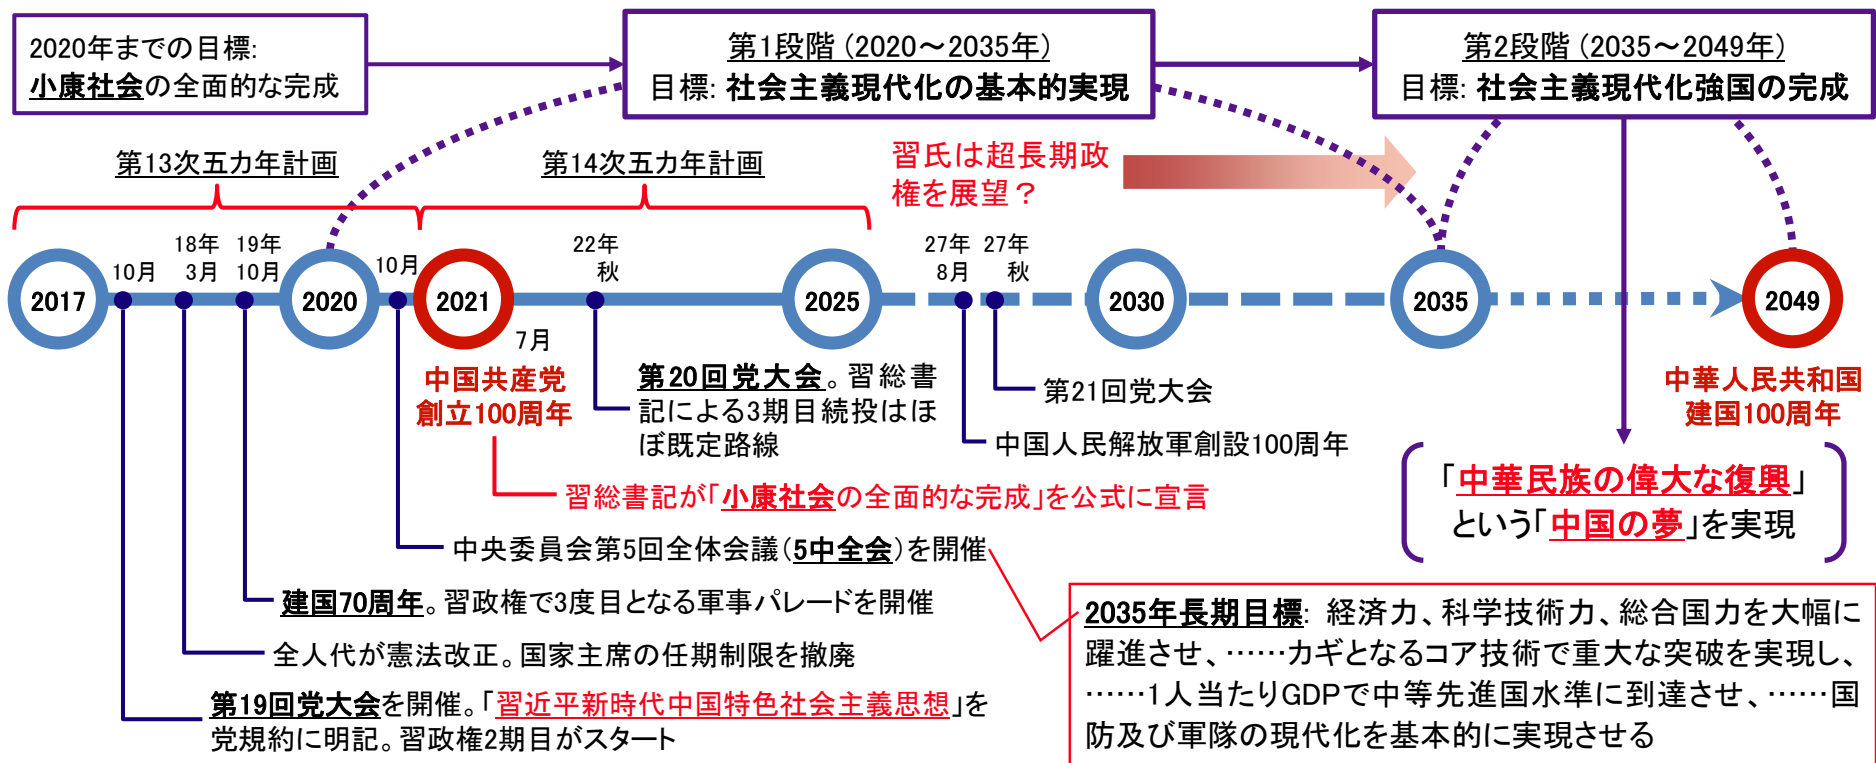 2020年までの目標:
小康社会の全面的な完成
第1段階 (2020～2035年)
目標: 社会主義現代化の基本的実現
第2段階 (2035～2049年)
目標: 社会主義現代化強国の完成
第13次五カ年計画
第14次五カ年計画
習氏は超長期政
権を展望？
10月
18年
3月
19年
10月
10月
22年
秋
27年
8月
27年
秋
2017
2020
2021
2025
2030
2035
2049
7月
中国共産党
創立100周年
第20回党大会。習総書
記による3期目続投はほ
ぼ既定路線
第21回党大会
中国人民解放軍創設100周年
中華人民共和国
建国100周年
習総書記が「小康社会の全面的な完成」を公式に宣言
「中華民族の偉大な復興」
という「中国の夢」を実現
中央委員会第5回全体会議（5中全会）を開催
建国70周年。習政権で3度目となる軍事パレードを開催
全人代が憲法改正。国家主席の任期制限を撤廃
第19回党大会を開催。「習近平新時代中国特色社会主義思想」を
党規約に明記。習政権2期目がスタート
2035年長期目標: 経済力、科学技術力、総合国力を大幅に
躍進させ、……カギとなるコア技術で重大な突破を実現し、
……1人当たりGDPで中等先進国水準に到達させ、……国
防及び軍隊の現代化を基本的に実現させる